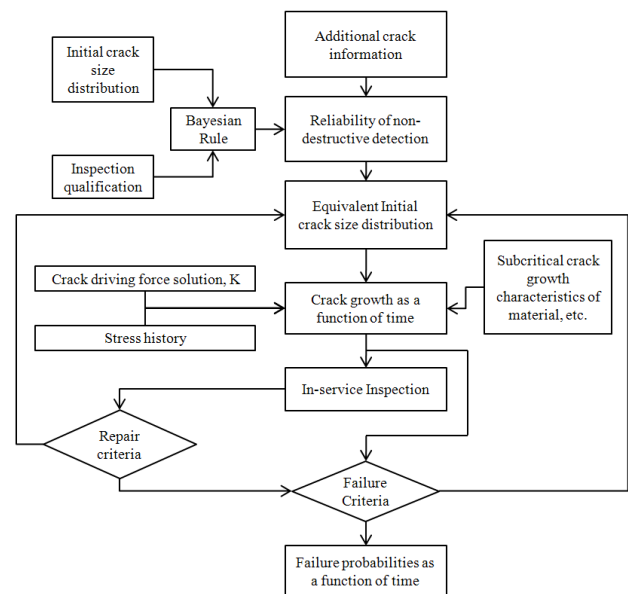 Additional crack
information
Initial crack
size
distribution
Bayesian
Rule
Reliability of non-
destructive detection
Inspection
qualification
Equivalent Initial
crack size distribution
Crack driving force solution, K
Stress history
Crack growth as a
function of time
Subcritical crack
growth
characteristics of
material, etc.
In-service Inspection
Repair
criteria
Failure
Criteria
Failure probabilities as
a function of time